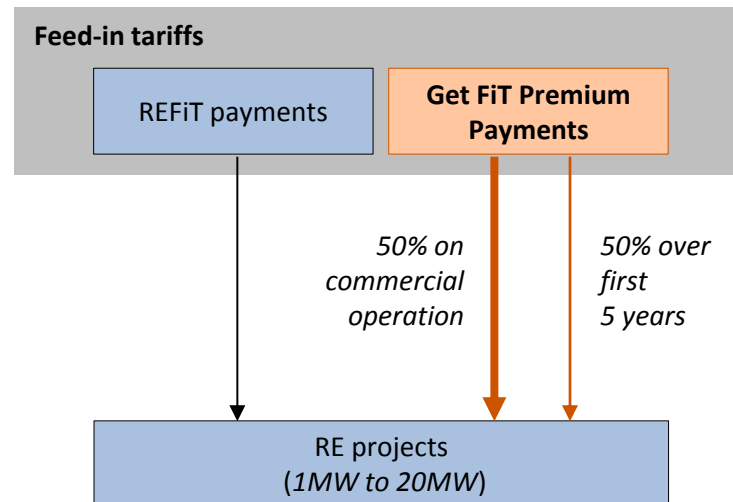 Feed-in tariffs
REFiT payments
Get FiT Premium
Payments
50% on
commercial
operation
50% over
first
5 years
RE projects
(1MW to 20MW)